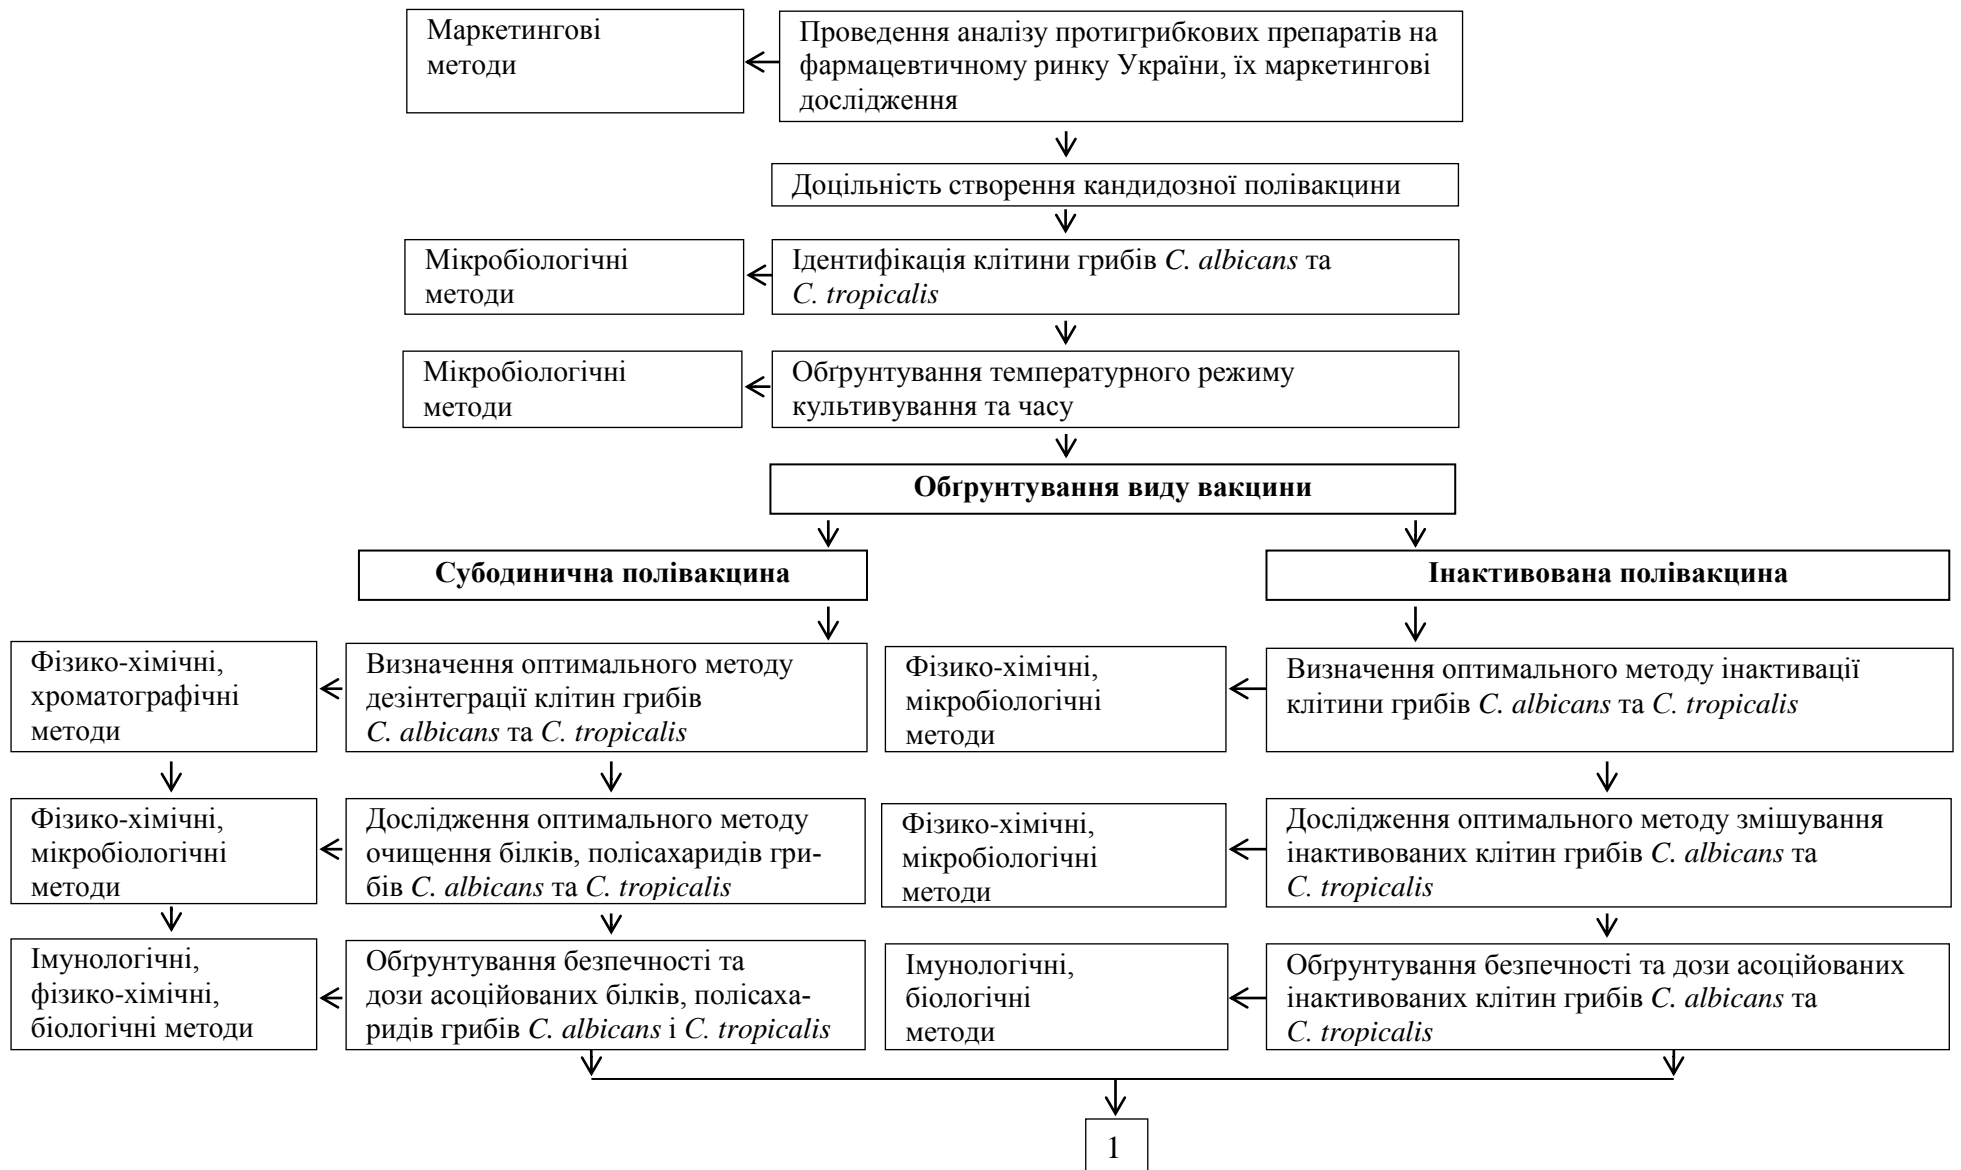 Маркетингові
методи
Проведення аналізу протигрибкових препаратів на
фармацевтичному ринку України, їх маркетингові
дослідження
Доцільність створення кандидозної полівакцини
Мікробіологічні
методи
Ідентифікація клітини грибів C. albicans та
C. tropicalis
Мікробіологічні
методи
Обґрунтування температурного режиму
культивування та часу
Обґрунтування виду вакцини
Субодинична полівакцина
Інактивована полівакцина
Фізико-хімічні,
хроматографічні
методи
Визначення оптимального методу
дезінтеграції клітин грибів
C. albicans та C. tropicalis
Фізико-хімічні,
мікробіологічні
методи
Визначення оптимального методу інактивації
клітини грибів C. albicans та C. tropicalis
Фізико-хімічні,
мікробіологічні
методи
Дослідження оптимального методу
очищення білків, полісахаридів гри-
бів C. albicans та C. tropicalis
Фізико-хімічні,
мікробіологічні
методи
Дослідження оптимального методу змішування
інактивованих клітин грибів C. albicans та
C. tropicalis
Імунологічні,
фізико-хімічні,
біологічні методи
Обґрунтування безпечності та
дози асоційованих білків, полісаха-
ридів грибів C. albicans і C. tropicalis
Імунологічні,
біологічні
методи
Обґрунтування безпечності та дози асоційованих
інактивованих клітин грибів C. albicans та
C. tropicalis
1